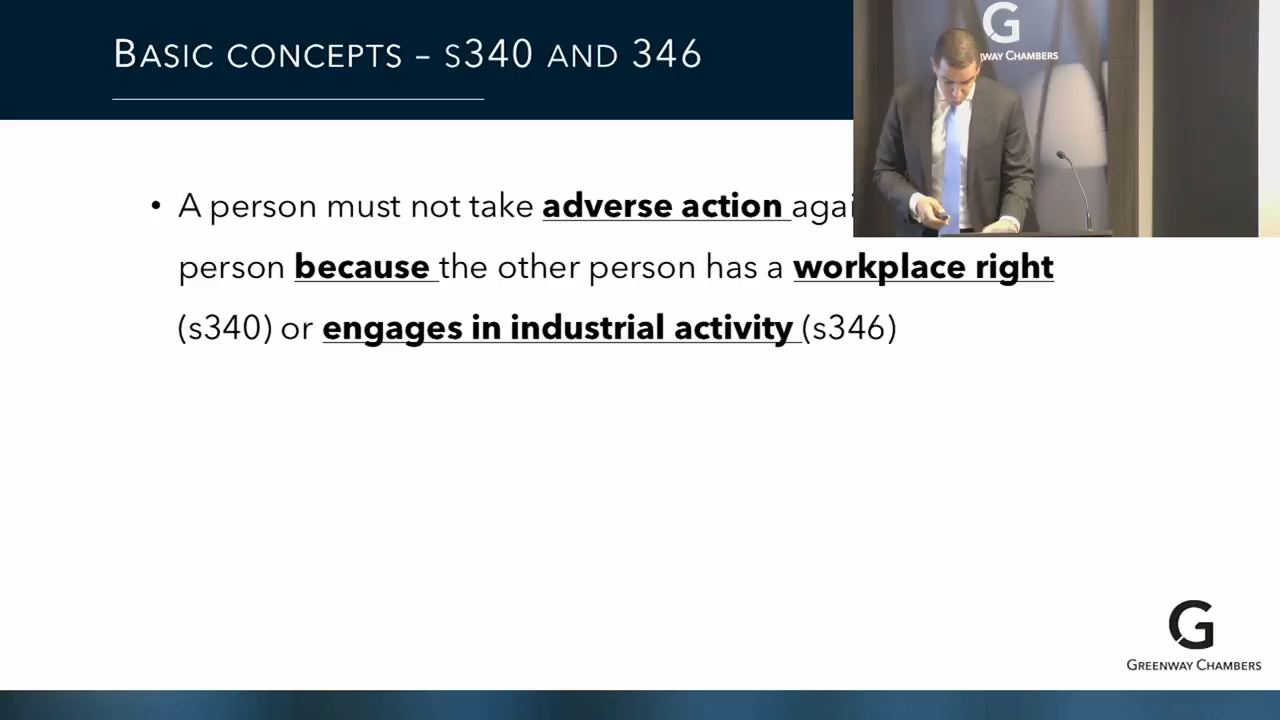 BASIC CONCEPTS – S340 AND 346
• A person must not take adverse action agai
person because the other person has a workplace right
(s340) or engages in industrial activity (s346)
G
WAY CHAMBERS
G
GREENWAY CHAMBERS